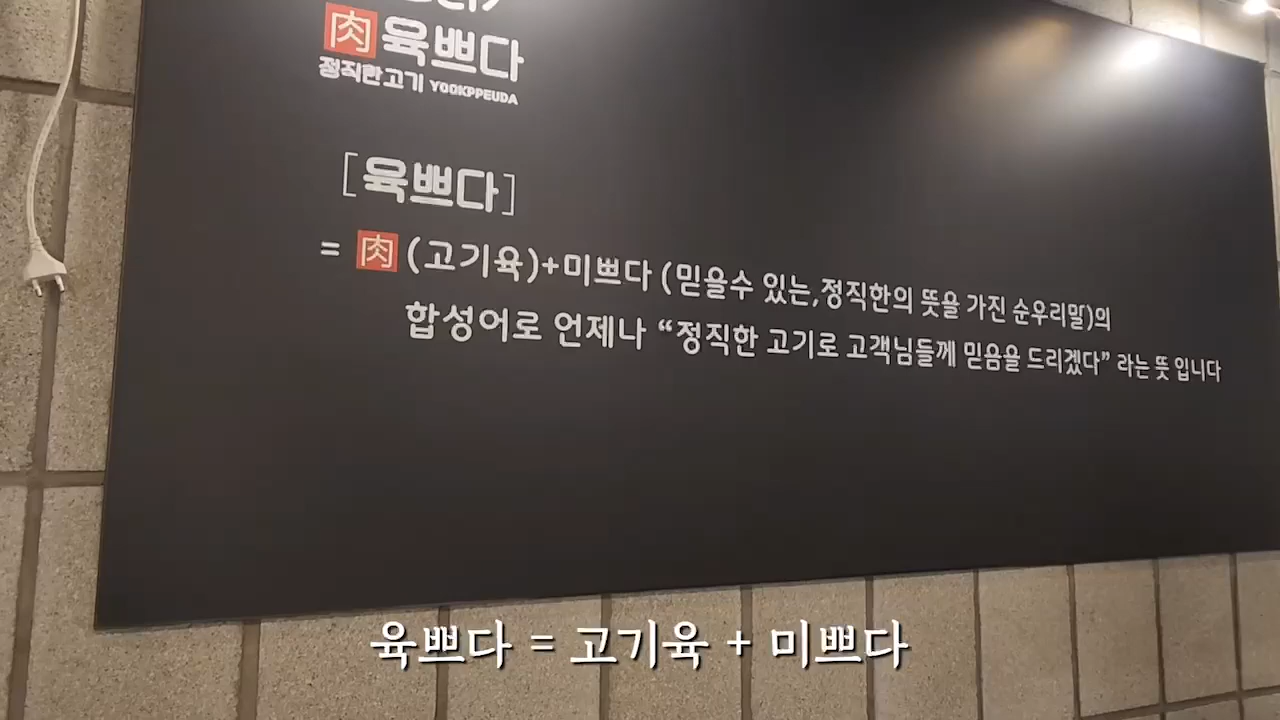 肉육쁘다
정직한고기 YOOKPPEUDA
[육쁘다]
= 肉 (고기육)+미쁘다 (믿을수 있는,정직한의 뜻을 가진 순우리말)의
합성어로 언제나 “정직한 고기로 고객님들께 믿음을 드리겠다” 라는 뜻 입니다
육쁘다 = 고기육 + 미쁘다